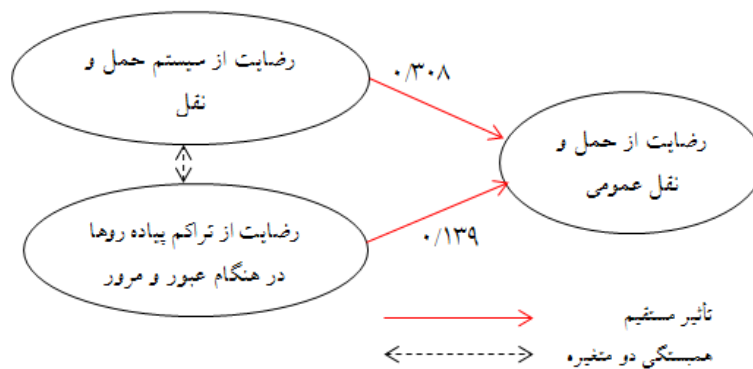 رضایت از سیستم حمل و
نقل
۰/۳۰۸
رضایت از حمل و
نقل عمومی
رضایت از تراکم پیاده روها
در هنگام عبور و مرور
۰/۱۳۹
تأثیر مستقیم
همبستگی دو متغیره